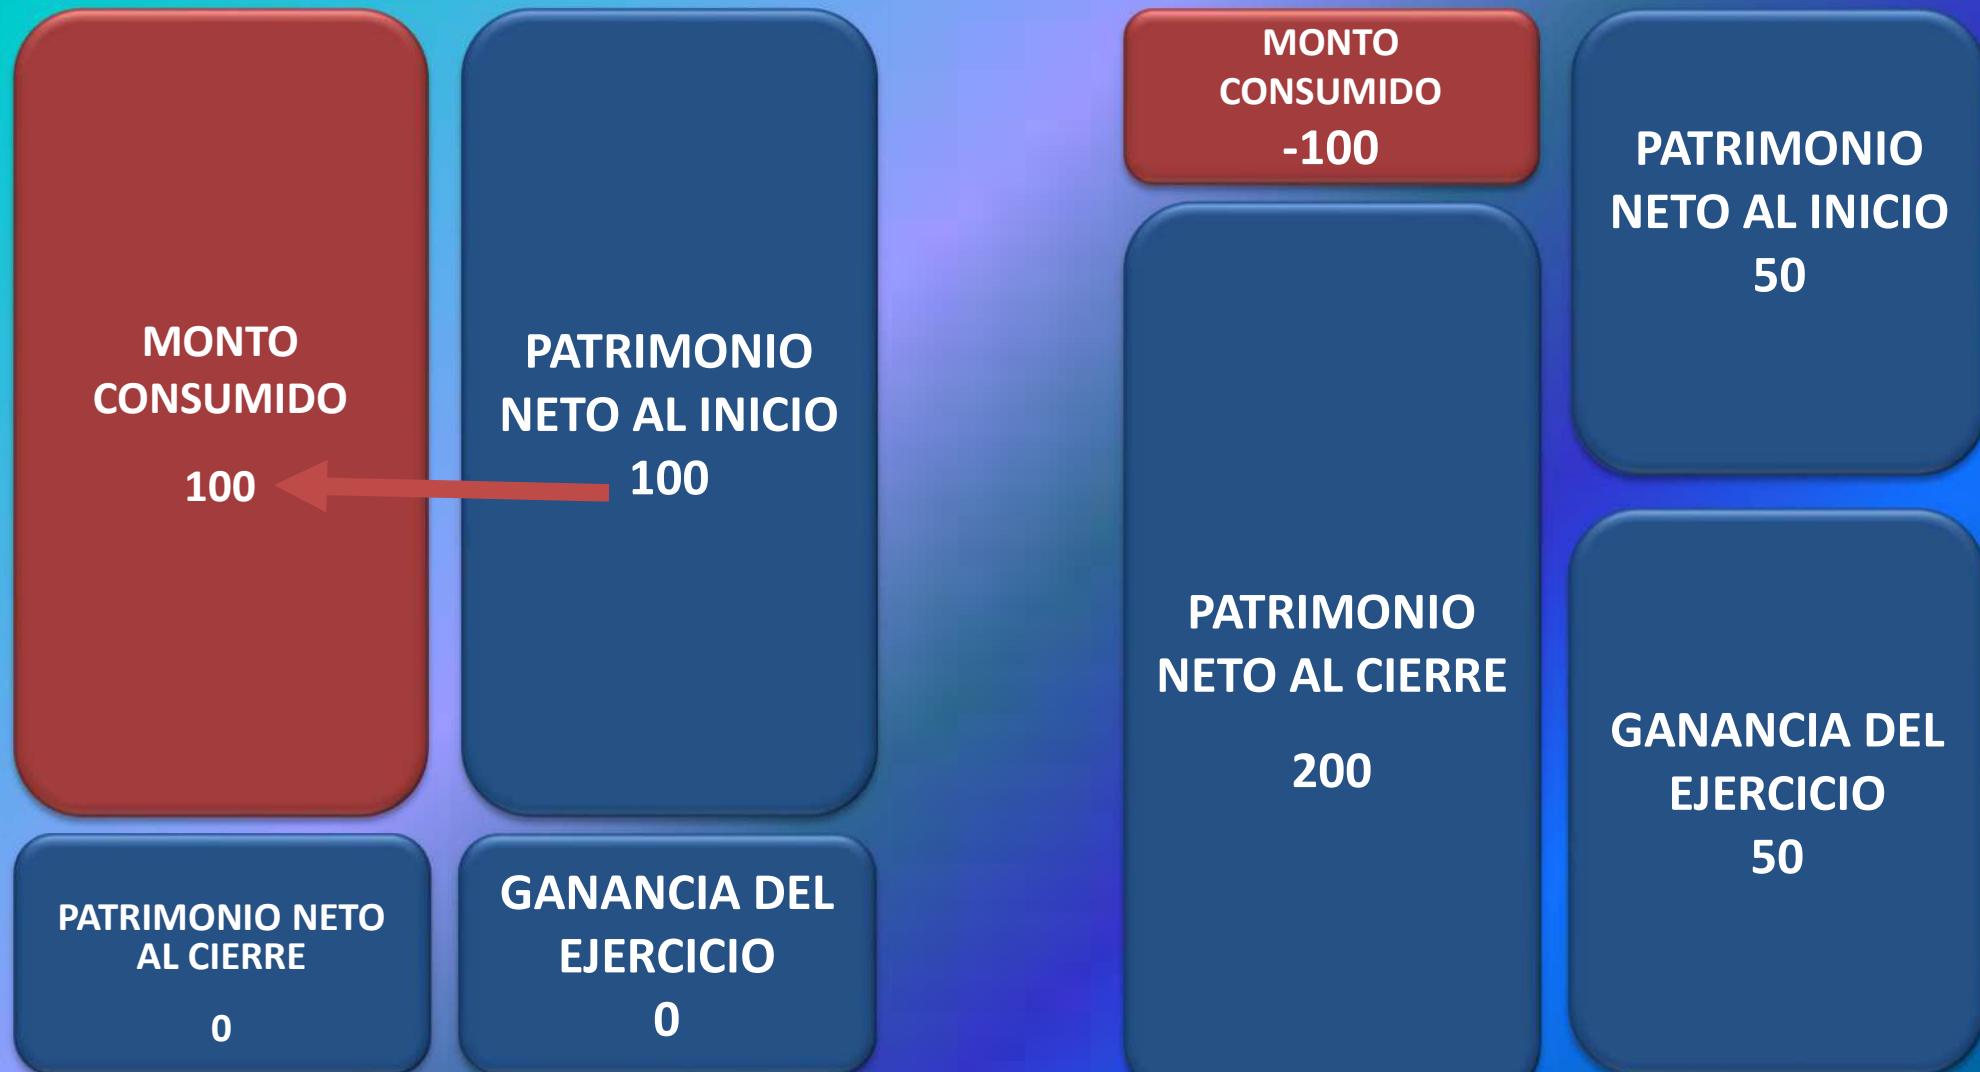 MONTO
CONSUMIDO
100
PATRIMONIO
NETO AL INICIO
100
PATRIMONIO NETO
AL CIERRE
0
GANANCIA DEL
EJERCICIO
0
MONTO
CONSUMIDO
-100
PATRIMONIO
NETO AL INICIO
50
PATRIMONIO
NETO AL CIERRE
200
GANANCIA DEL
EJERCICIO
50